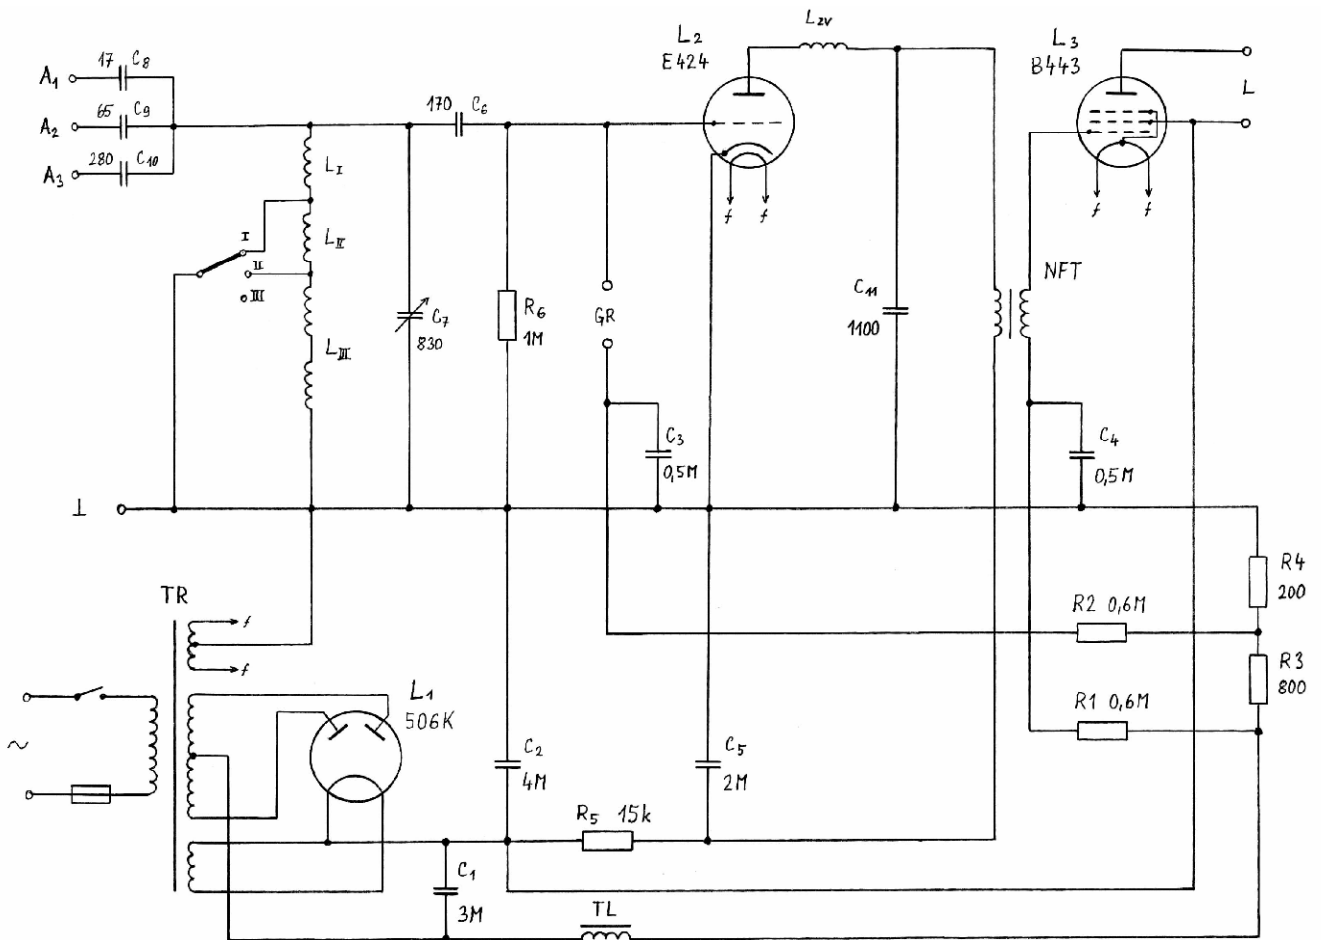 L2V
L2
E424
L3
B443
A1
17
C8
A2
65
C9
A3
280
C10
170
C6
L
LI
LII
LIII
I
II
III
f
f
f
f
C7
830
R6
1M
GR
C11
1100
NFT
C3
0,5M
C4
0,5M
⊥
TR
f
f
R4
200
R2 0,6M
R3
800
R1 0,6M
L1
506K
~
C2
4M
C5
2M
R5 15k
C1
3M
TL